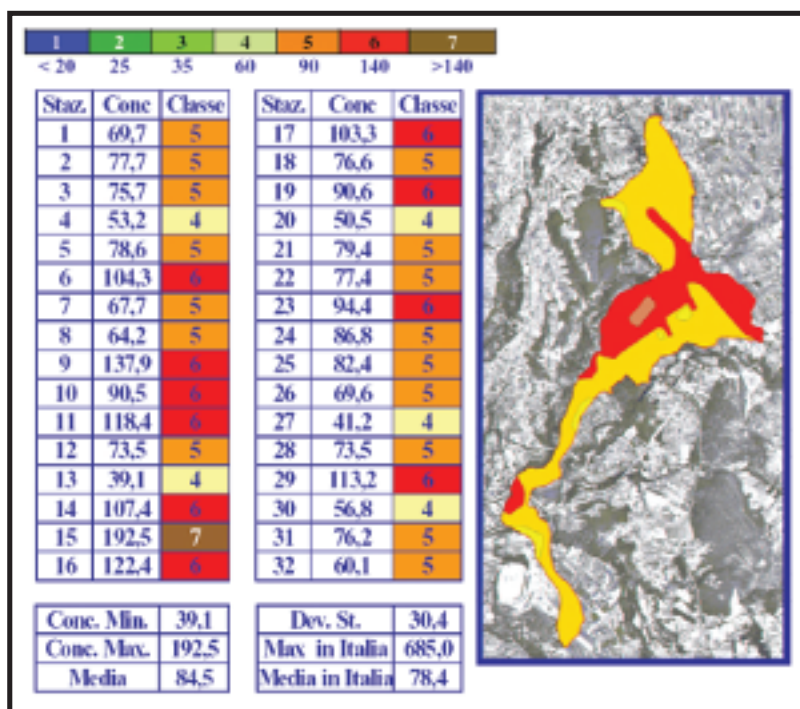 1 2 3 4 5 6 7
< 20 25 35 60 90 140 >140
Staz. Conc Classe
1 69,7 5
2 77,7 5
3 75,7 5
4 53,2 4
5 78,6 5
6 104,3 6
7 67,7 5
8 64,2 5
9 137,9 6
10 90,5 6
11 118,4 6
12 73,5 5
13 39,1 4
14 107,4 6
15 192,5 7
16 122,4 6
Staz. Conc Classe
17 103,3 6
18 76,6 5
19 90,6 6
20 50,5 4
21 79,4 5
22 77,4 5
23 94,4 6
24 86,8 5
25 82,4 5
26 69,6 5
27 41,2 4
28 73,5 5
29 113,2 6
30 56,8 4
31 76,2 5
32 60,1 5
Conc. Min. 39,1
Conc. Max. 192,5
Media 84,5
Dev. St. 30,4
Max in Italia 685,0
Media in Italia 78,4